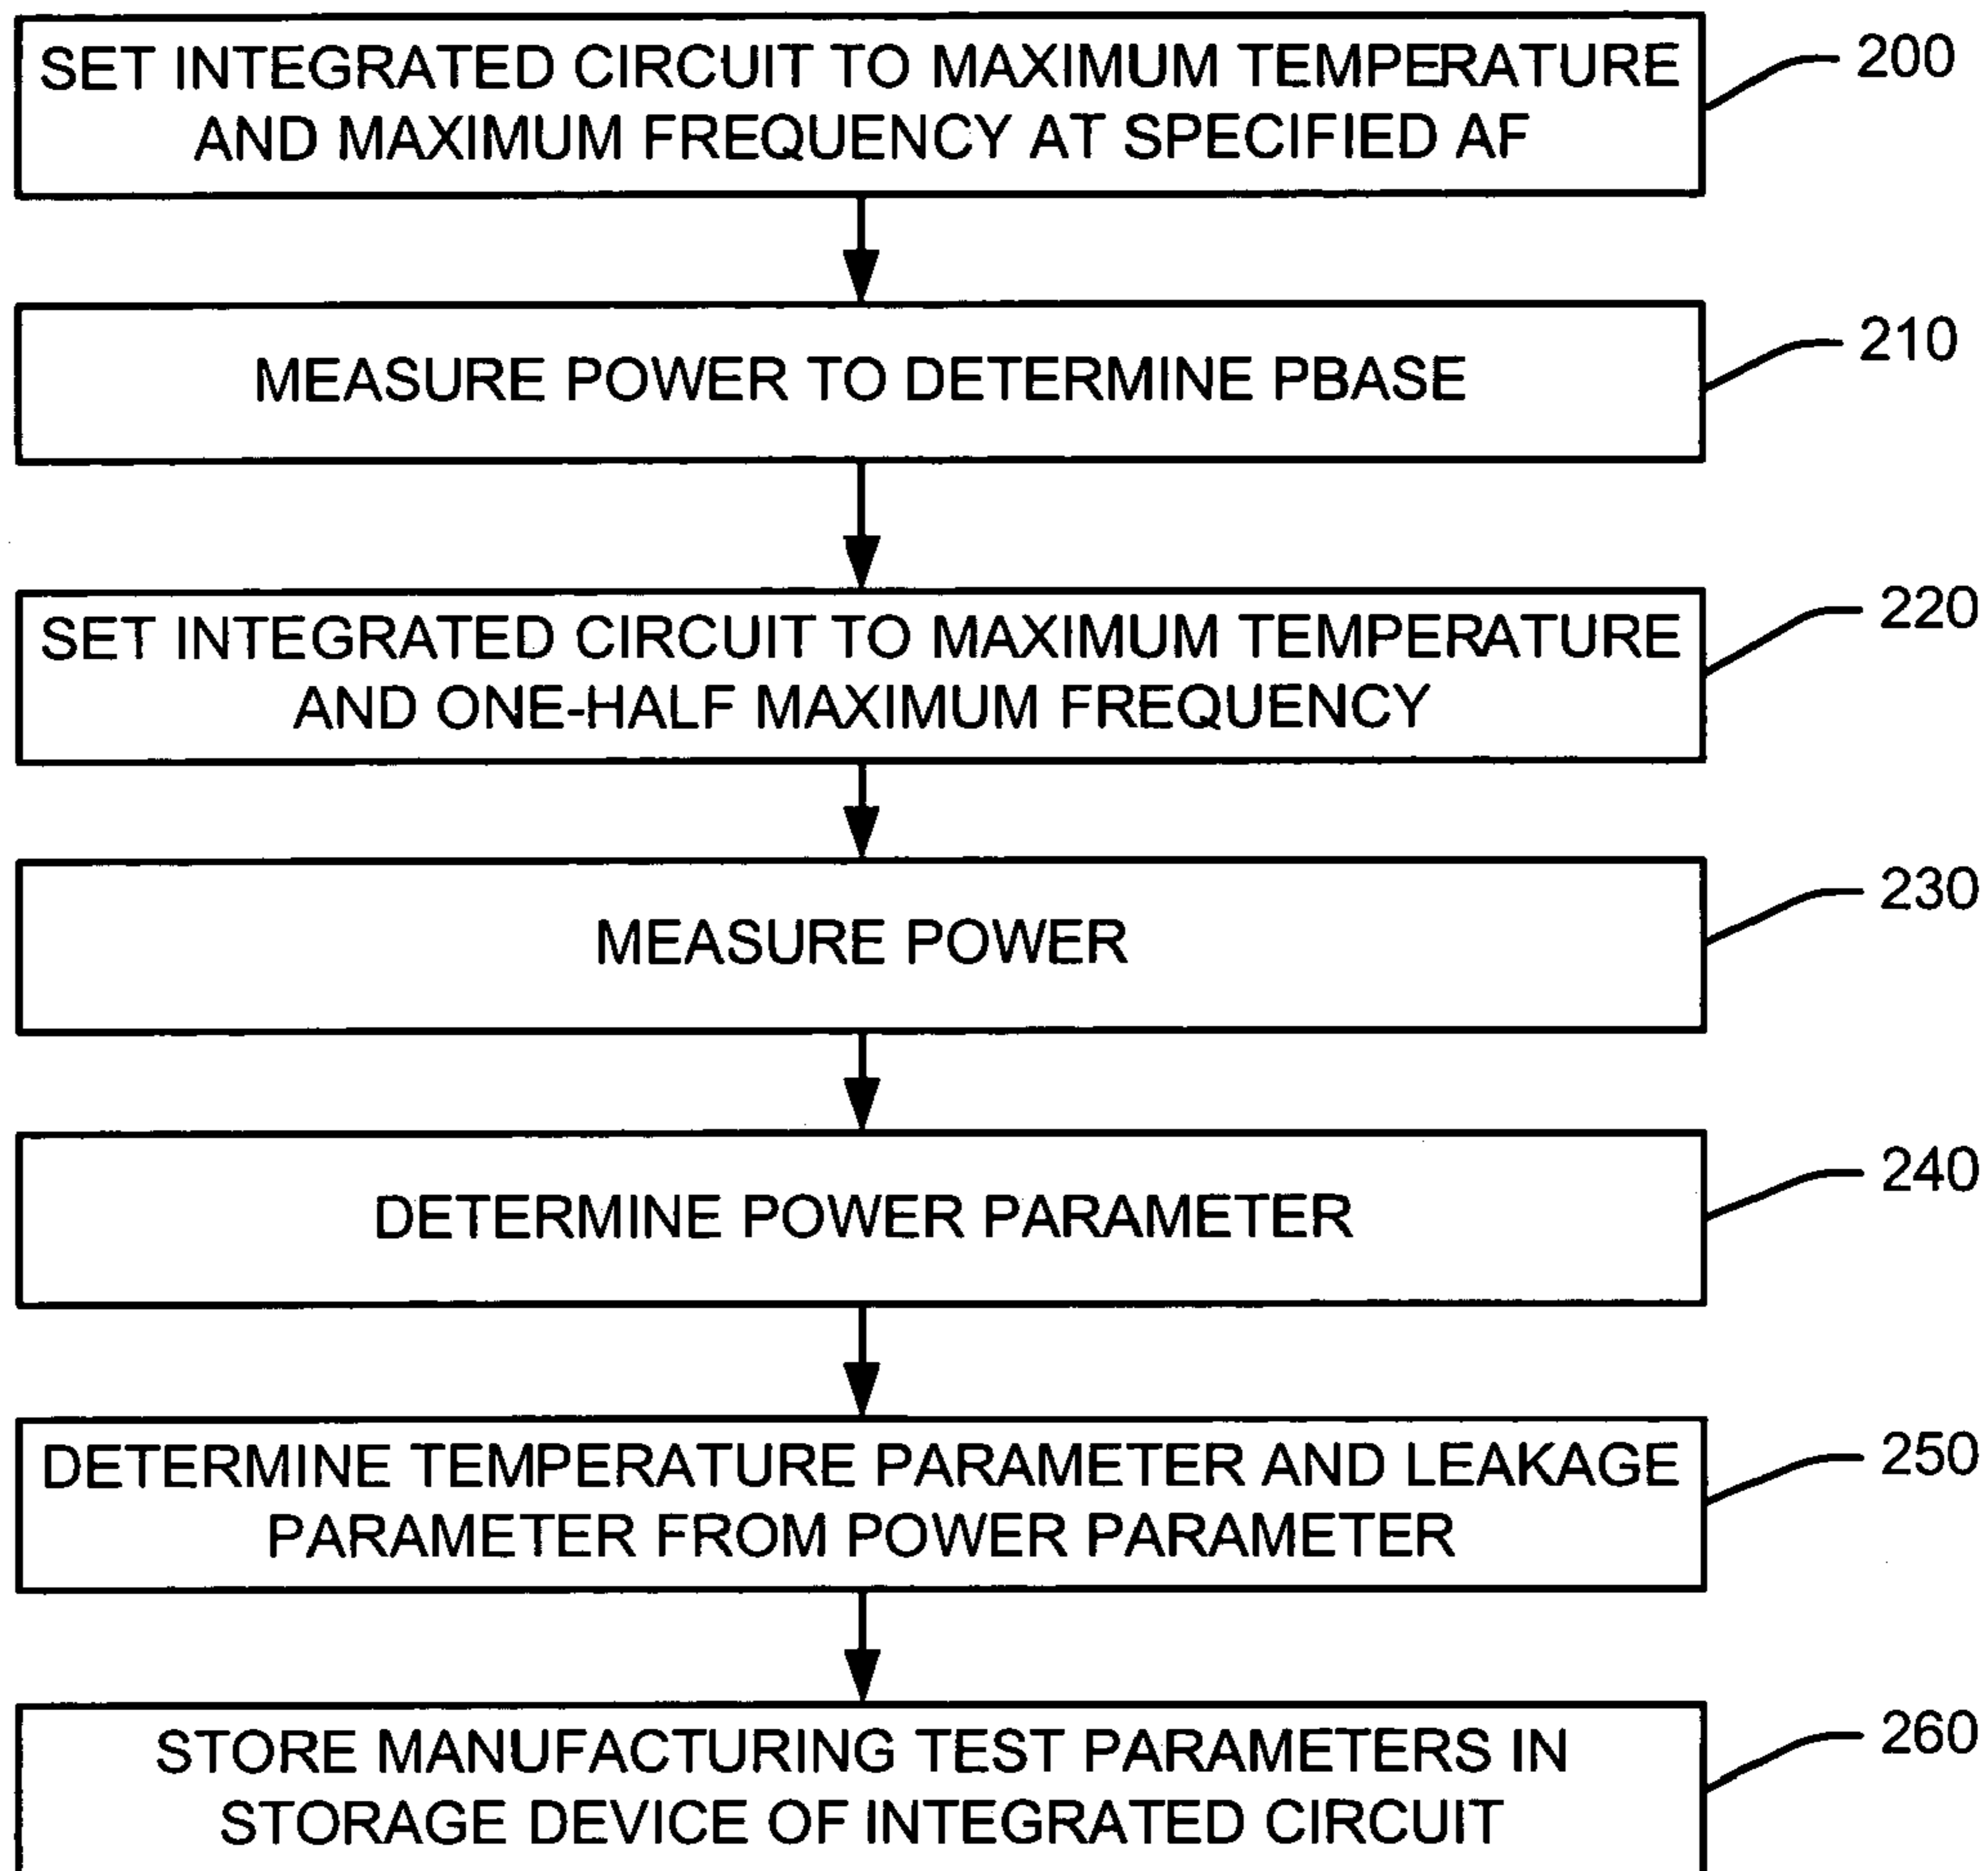 SET INTEGRATED CIRCUIT TO MAXIMUM TEMPERATURE
AND MAXIMUM FREQUENCY AT SPECIFIED AF
200
MEASURE POWER TO DETERMINE PBASE
210
SET INTEGRATED CIRCUIT TO MAXIMUM TEMPERATURE
AND ONE-HALF MAXIMUM FREQUENCY
220
MEASURE POWER
230
DETERMINE POWER PARAMETER
240
DETERMINE TEMPERATURE PARAMETER AND LEAKAGE
PARAMETER FROM POWER PARAMETER
250
STORE MANUFACTURING TEST PARAMETERS IN
STORAGE DEVICE OF INTEGRATED CIRCUIT
260